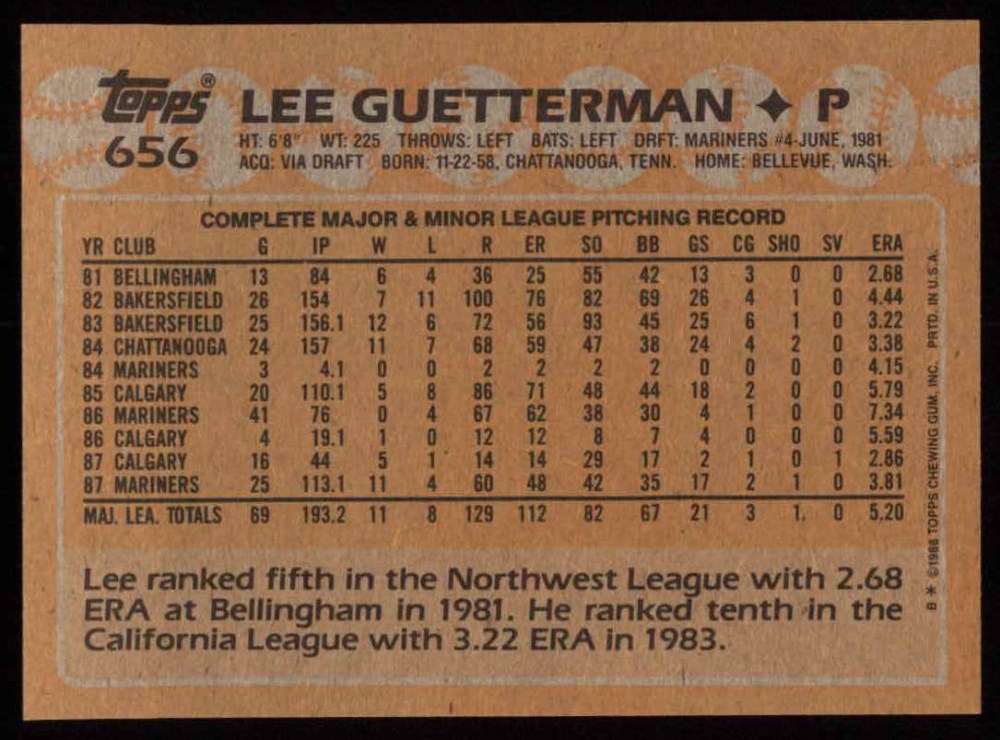 topps® LEE GUETTERMAN ✦ P
656
HT: 6'8" WT: 225 THROWS: LEFT BATS: LEFT DRFT: MARINERS #4-JUNE, 1981
ACQ: VIA DRAFT BORN: 11-22-58, CHATTANOOGA, TENN. HOME: BELLEVUE, WASH.
COMPLETE MAJOR & MINOR LEAGUE PITCHING RECORD
YR CLUB G IP W L R ER SO BB GS CG SHO SV ERA
81 BELLINGHAM 13 84 6 4 36 25 55 42 13 3 0 0 2.68
82 BAKERSFIELD 26 154 7 11 100 76 82 69 26 4 1 0 4.44
83 BAKERSFIELD 25 156.1 12 6 72 56 93 45 25 6 1 0 3.22
84 CHATTANOOGA 24 157 11 7 68 59 47 38 24 4 2 0 3.38
84 MARINERS 3 4.1 0 0 2 2 2 2 0 0 0 0 4.15
85 CALGARY 20 110.1 5 8 86 71 48 44 18 2 0 0 5.79
86 MARINERS 41 76 0 4 67 62 38 30 4 1 0 0 7.34
86 CALGARY 4 19.1 1 0 12 12 8 7 4 0 0 0 5.59
87 CALGARY 16 44 5 1 14 14 29 17 2 1 0 1 2.86
87 MARINERS 25 113.1 11 4 60 48 42 35 17 2 1 0 3.81
MAJ. LEA. TOTALS 69 193.2 11 8 129 112 82 67 21 3 1. 0 5.20
Lee ranked fifth in the Northwest League with 2.68
ERA at Bellingham in 1981. He ranked tenth in the
California League with 3.22 ERA in 1983.
B * ©1988 TOPPS CHEWING GUM, INC. PRTD. IN U.S.A.